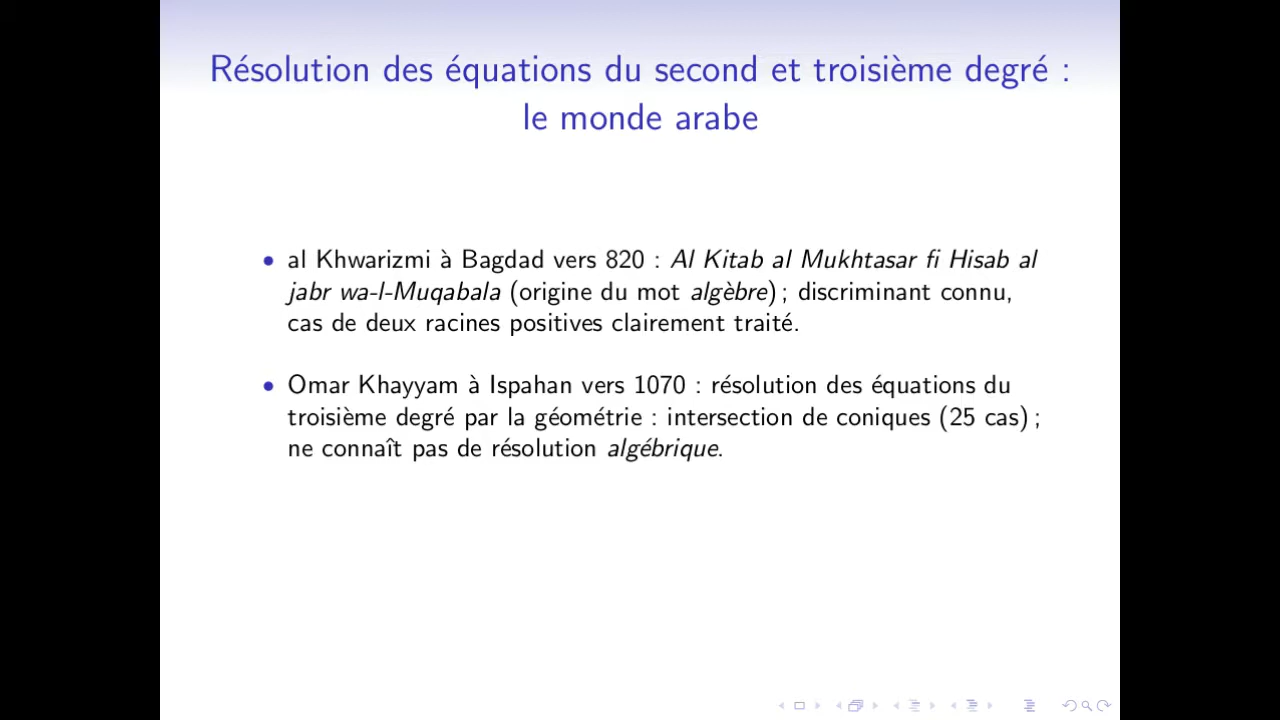 Résolution des équations du second et troisième degré :
le monde arabe
• al Khwarizmi à Bagdad vers 820 : Al Kitab al Mukhtasar fi Hisab al
jabr wa-l-Muqabala (origine du mot algèbre) ; discriminant connu,
cas de deux racines positives clairement traité.
• Omar Khayyam à Ispahan vers 1070 : résolution des équations du
troisième degré par la géométrie : intersection de coniques (25 cas) ;
ne connaît pas de résolution algébrique.